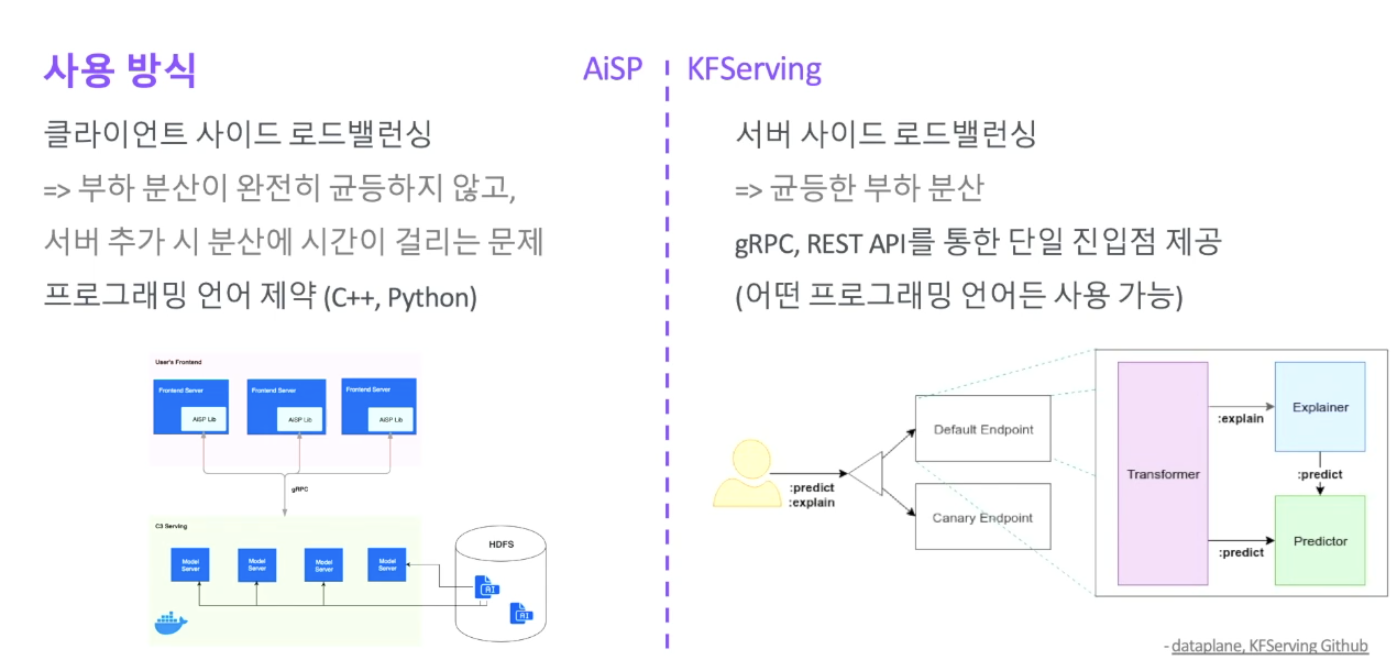 사용 방식
AiSP
KFServing
클라이언트 사이드 로드밸런싱
=> 부하 분산이 완전히 균등하지 않고,
서버 추가 시 분산에 시간이 걸리는 문제
프로그래밍 언어 제약 (C++, Python)
서버 사이드 로드밸런싱
=> 균등한 부하 분산
gRPC, REST API를 통한 단일 진입점 제공
(어떤 프로그래밍 언어든 사용 가능)
User's Frontend
Frontend Server
AiSP Lib
Frontend Server
AiSP Lib
Frontend Server
AiSP Lib
gRPC
C3 Serving
Model
Server
Model
Server
Model
Server
Model
Server
HDFS
AI
AI
:predict
:explain
Default Endpoint
Canary Endpoint
Transformer
:explain
Explainer
:predict
:predict
Predictor
- dataplane, KFServing Github